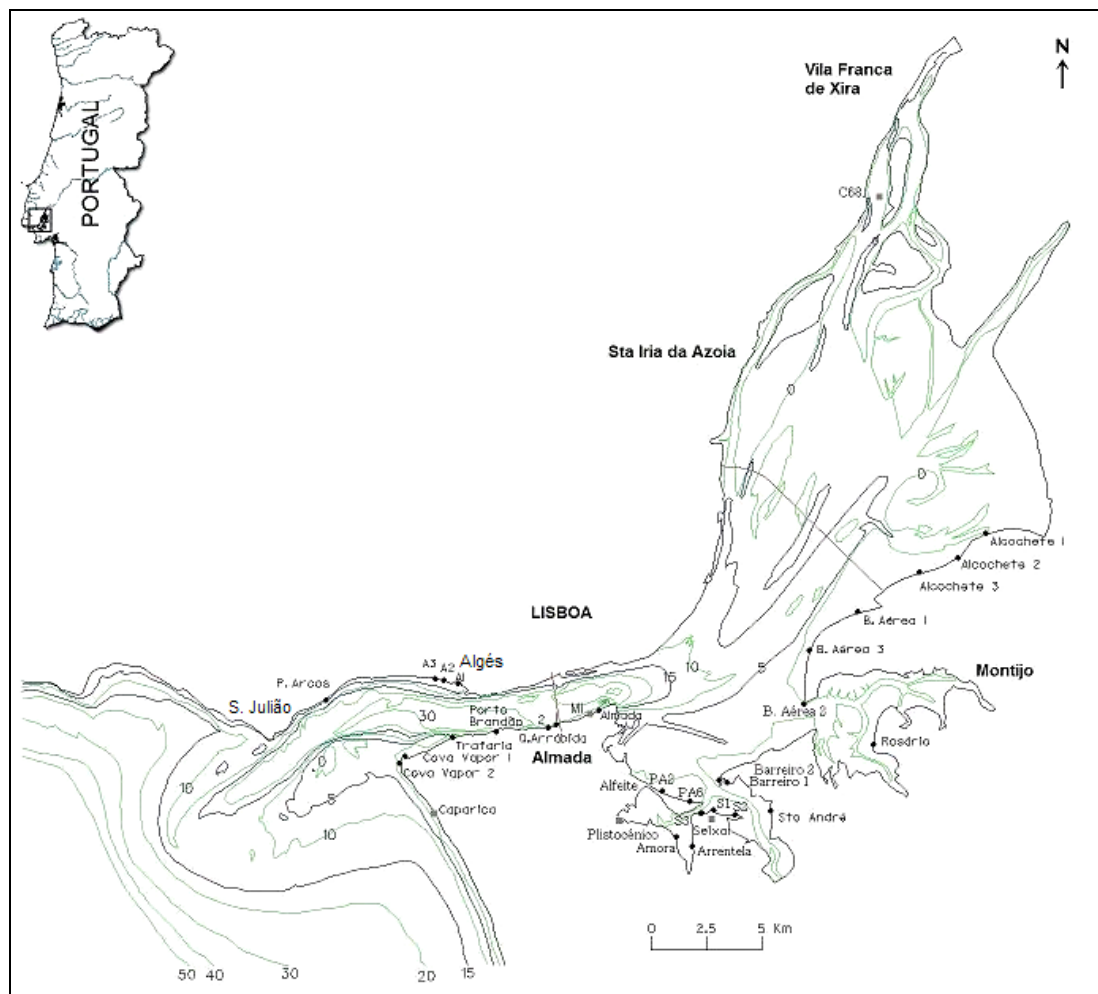 PORTUGAL
Vila Franca
de Xira
N
C68
Sta Iria da Azoia
0
0
Alcochete 1
Alcochete 2
Alcochete 3
B. Aérea 1
LISBOA
B. Aérea 3
A3 A2 Algés
A1
P. Arcos
S. Julião
10
15
5
Montijo
30
Porto
Brandão
2
M1
Almada
B. Aérea 2
Q. Arrábida
Trafaria
Almada
Rosário
Cova Vapor 1
Cova Vapor 2
0
10
5
Barreiro 2
Barreiro 1
Alfeite
PA2
PA6
Caparica
S1
S2
S3
Sto André
Seixal
Plistocénico
10
Amora
Arrentela
0 2.5 5 Km
50 40 30 20 15